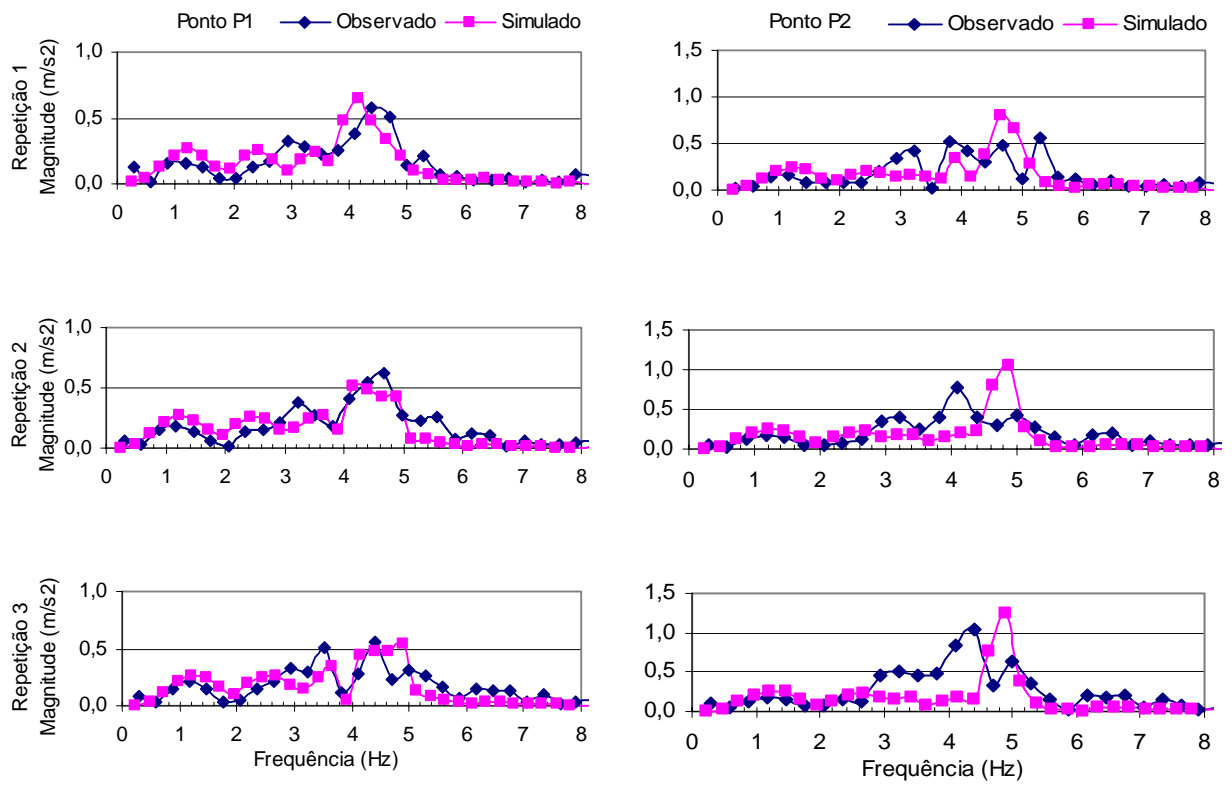 Ponto P1 Observado Simulado
Repetição 1
Magnitude (m/s2)
1,0
0,5
0,0
0 1 2 3 4 5 6 7 8
Ponto P2 Observado Simulado
1,5
1,0
0,5
0,0
0 1 2 3 4 5 6 7 8
Repetição 2
Magnitude (m/s2)
1,0
0,5
0,0
0 1 2 3 4 5 6 7 8
1,5
1,0
0,5
0,0
0 1 2 3 4 5 6 7 8
Repetição 3
Magnitude (m/s2)
1,0
0,5
0,0
0 1 2 3 4 5 6 7 8
Frequência (Hz)
1,5
1,0
0,5
0,0
0 1 2 3 4 5 6 7 8
Frequência (Hz)